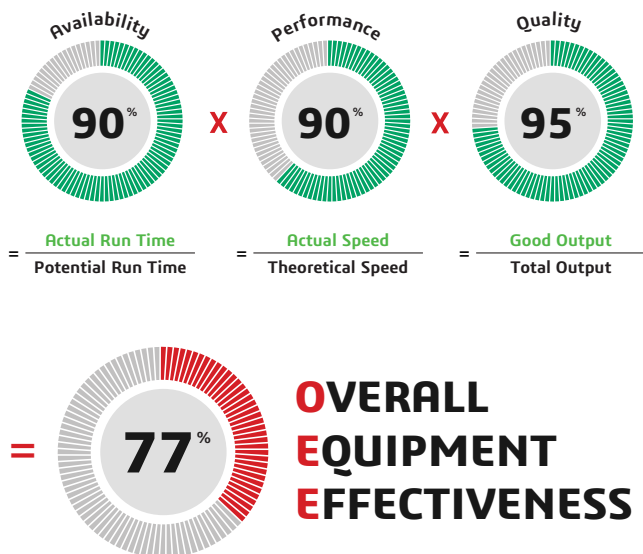 Availability
Performance
Quality
90%
X
90%
X
95%
= Actual Run Time
Potential Run Time
= Actual Speed
Theoretical Speed
= Good Output
Total Output
= 77%
OVERALL
EQUIPMENT
EFFECTIVENESS